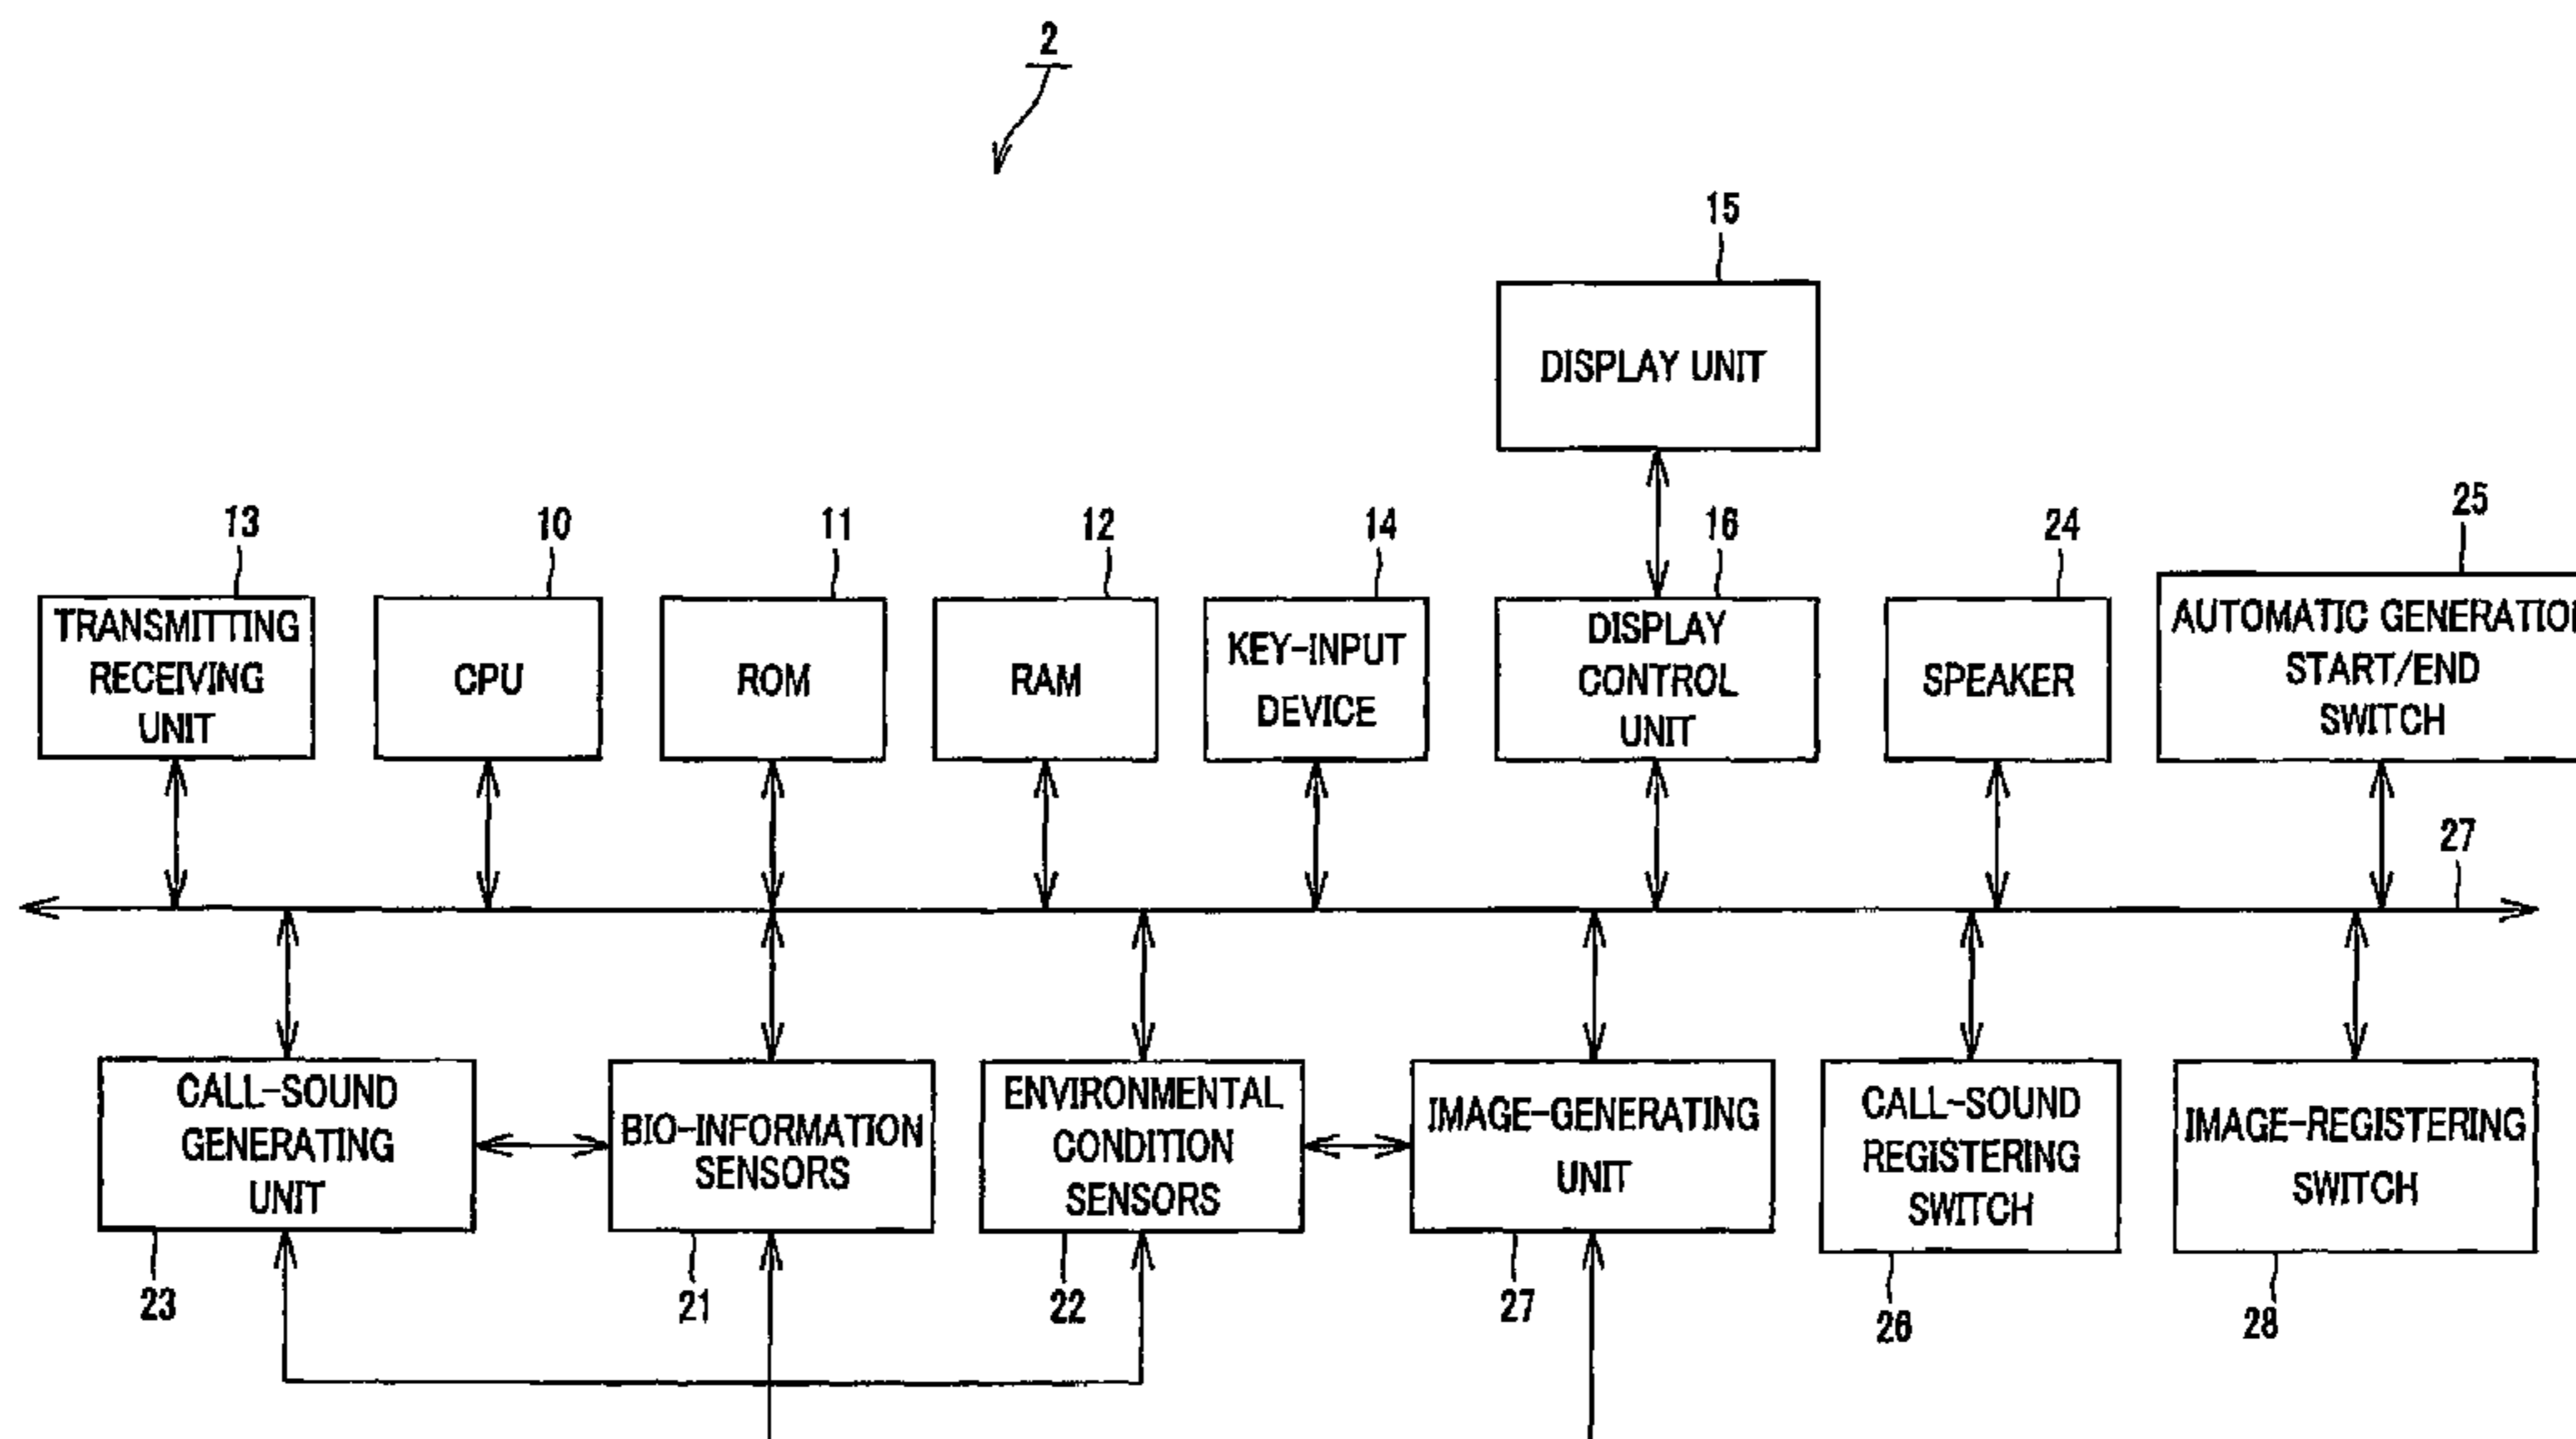 2
15
DISPLAY UNIT
13
10
11
12
14
16
24
25
TRANSMITTING
RECEIVING
UNIT
CPU
ROM
RAM
KEY-INPUT
DEVICE
DISPLAY
CONTROL
UNIT
SPEAKER
AUTOMATIC GENERATION
START/END
SWITCH
27
CALL-SOUND
GENERATING
UNIT
BIO-INFORMATION
SENSORS
ENVIRONMENTAL
CONDITION
SENSORS
IMAGE-GENERATING
UNIT
CALL-SOUND
REGISTERING
SWITCH
IMAGE-REGISTERING
SWITCH
23
21
22
27
26
28